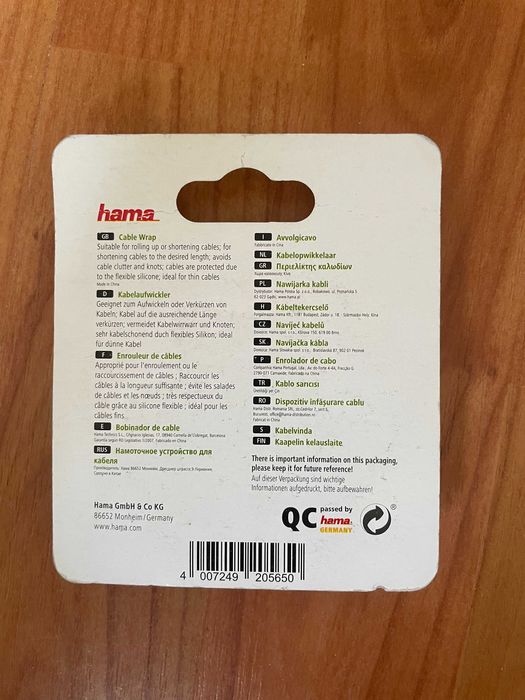 hama
GB Cable Wrap
Suitable for rolling up or shortening cables; for
shortening cables to the desired length; avoids
cable clutter and knots; cables are protected due
to the flexible silicone; ideal for thin cables
Made in China
D Kabelaufwickler
Geeignet zum Aufwickeln oder Verkürzen von
Kabeln; Kabel auf die ausreichende Länge
verkürzen; vermeidet Kabelwirrwarr und Knoten;
sehr kabelschonend duch flexibles Silikon; ideal
für dünne Kabel
F Enrouleur de câbles
Approprié pour l'enroulement ou le
raccourcissement de câbles ; Raccourcir les
câbles à la longueur suffisante ; évite les salades
de câbles et les nœuds ; très respectueux du
câble grâce au silicone flexible ; idéal pour les
câbles fins.
E Bobinador de cable
RUS Намоточное устройство для
кабеля
Hama GmbH & Co KG
86652 Monheim/Germany
www.hama.com
I Avvolgicavo
Fabbricato in Cina
NL Kabelopwikkelaar
GR Περιελίκτης καλωδίων
PL Nawijarka kabli
H Kábeltekercselő
CZ Naviječ kabelů
SK Navijačka kábla
P Enrolador de cabo
TR Kablo sarıcısı
RO Dispozitiv înfăşurare cablu
S Kabelvinda
FIN Kaapelin kelauslaite
There is important information on this packaging,
please keep it for future reference!
Auf dieser Verpackung sind wichtige
Informationen aufgedruckt, bitte aufbewahren!
QC passed by
hama
GERMANY
4 007249 205650